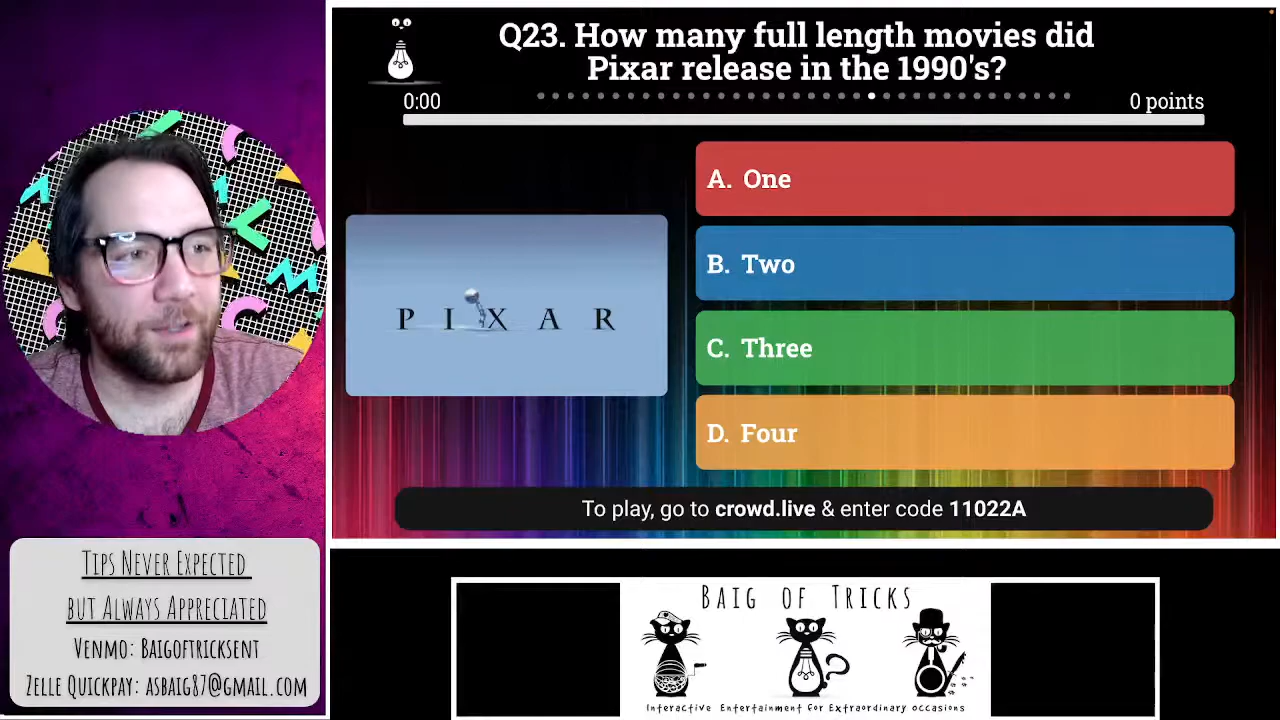 Q23. How many full length movies did
Pixar release in the 1990's?
0:00
0 points
A. One
B. Two
C. Three
D. Four
PIXAR
To play, go to crowd.live & enter code 11022A
TIPS NEVER EXPECTED
BUT ALWAYS APPRECIATED
VENMO: BAIGOFTRICKSENT
ZELLE QUICKPAY: ASBAIG87@GMAIL.COM
BAIG OF TRICKS
Interactive Entertainment for Extraordinary Occasions